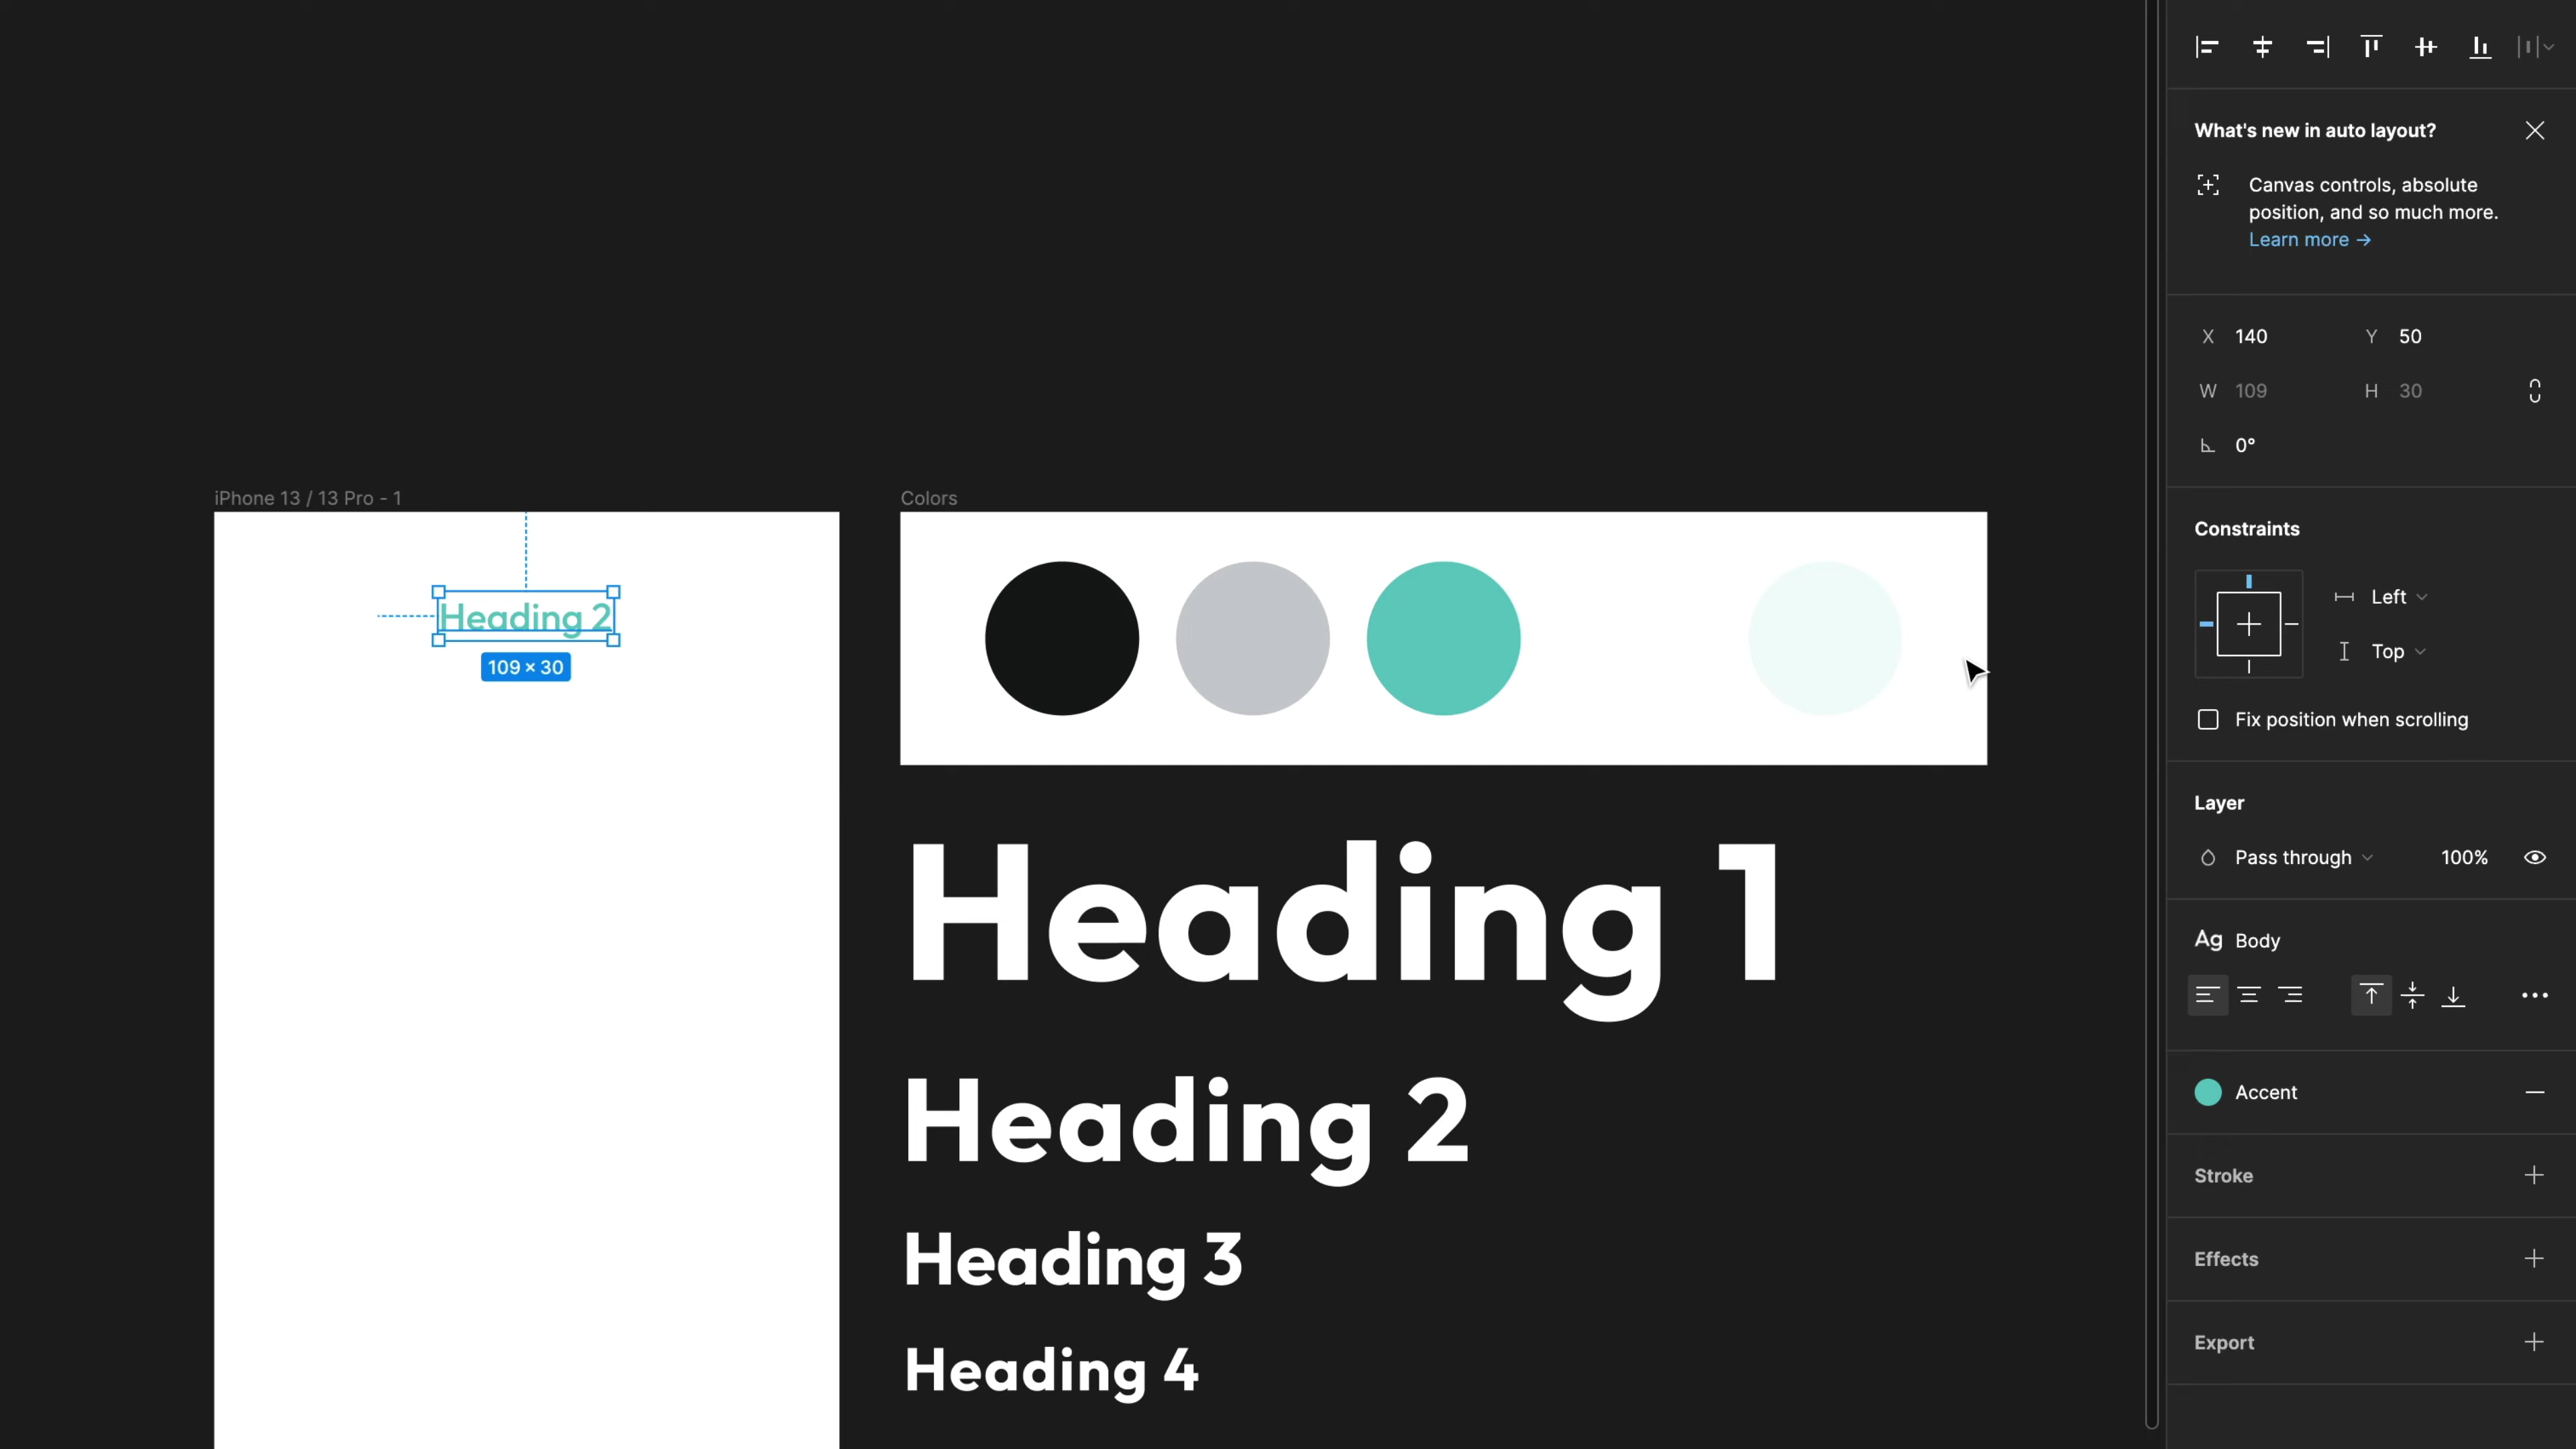 What's new in auto layout?
Canvas controls, absolute
position, and so much more.
Learn more →
X 140 Y 50
W 109 H 30
0°
iPhone 13 / 13 Pro - 1
Colors
Heading 2
109 × 30
Constraints
Left
Top
Fix position when scrolling
Layer
Pass through 100%
Heading 1
Ag Body
Heading 2
Accent
Stroke
Heading 3
Effects
Heading 4
Export